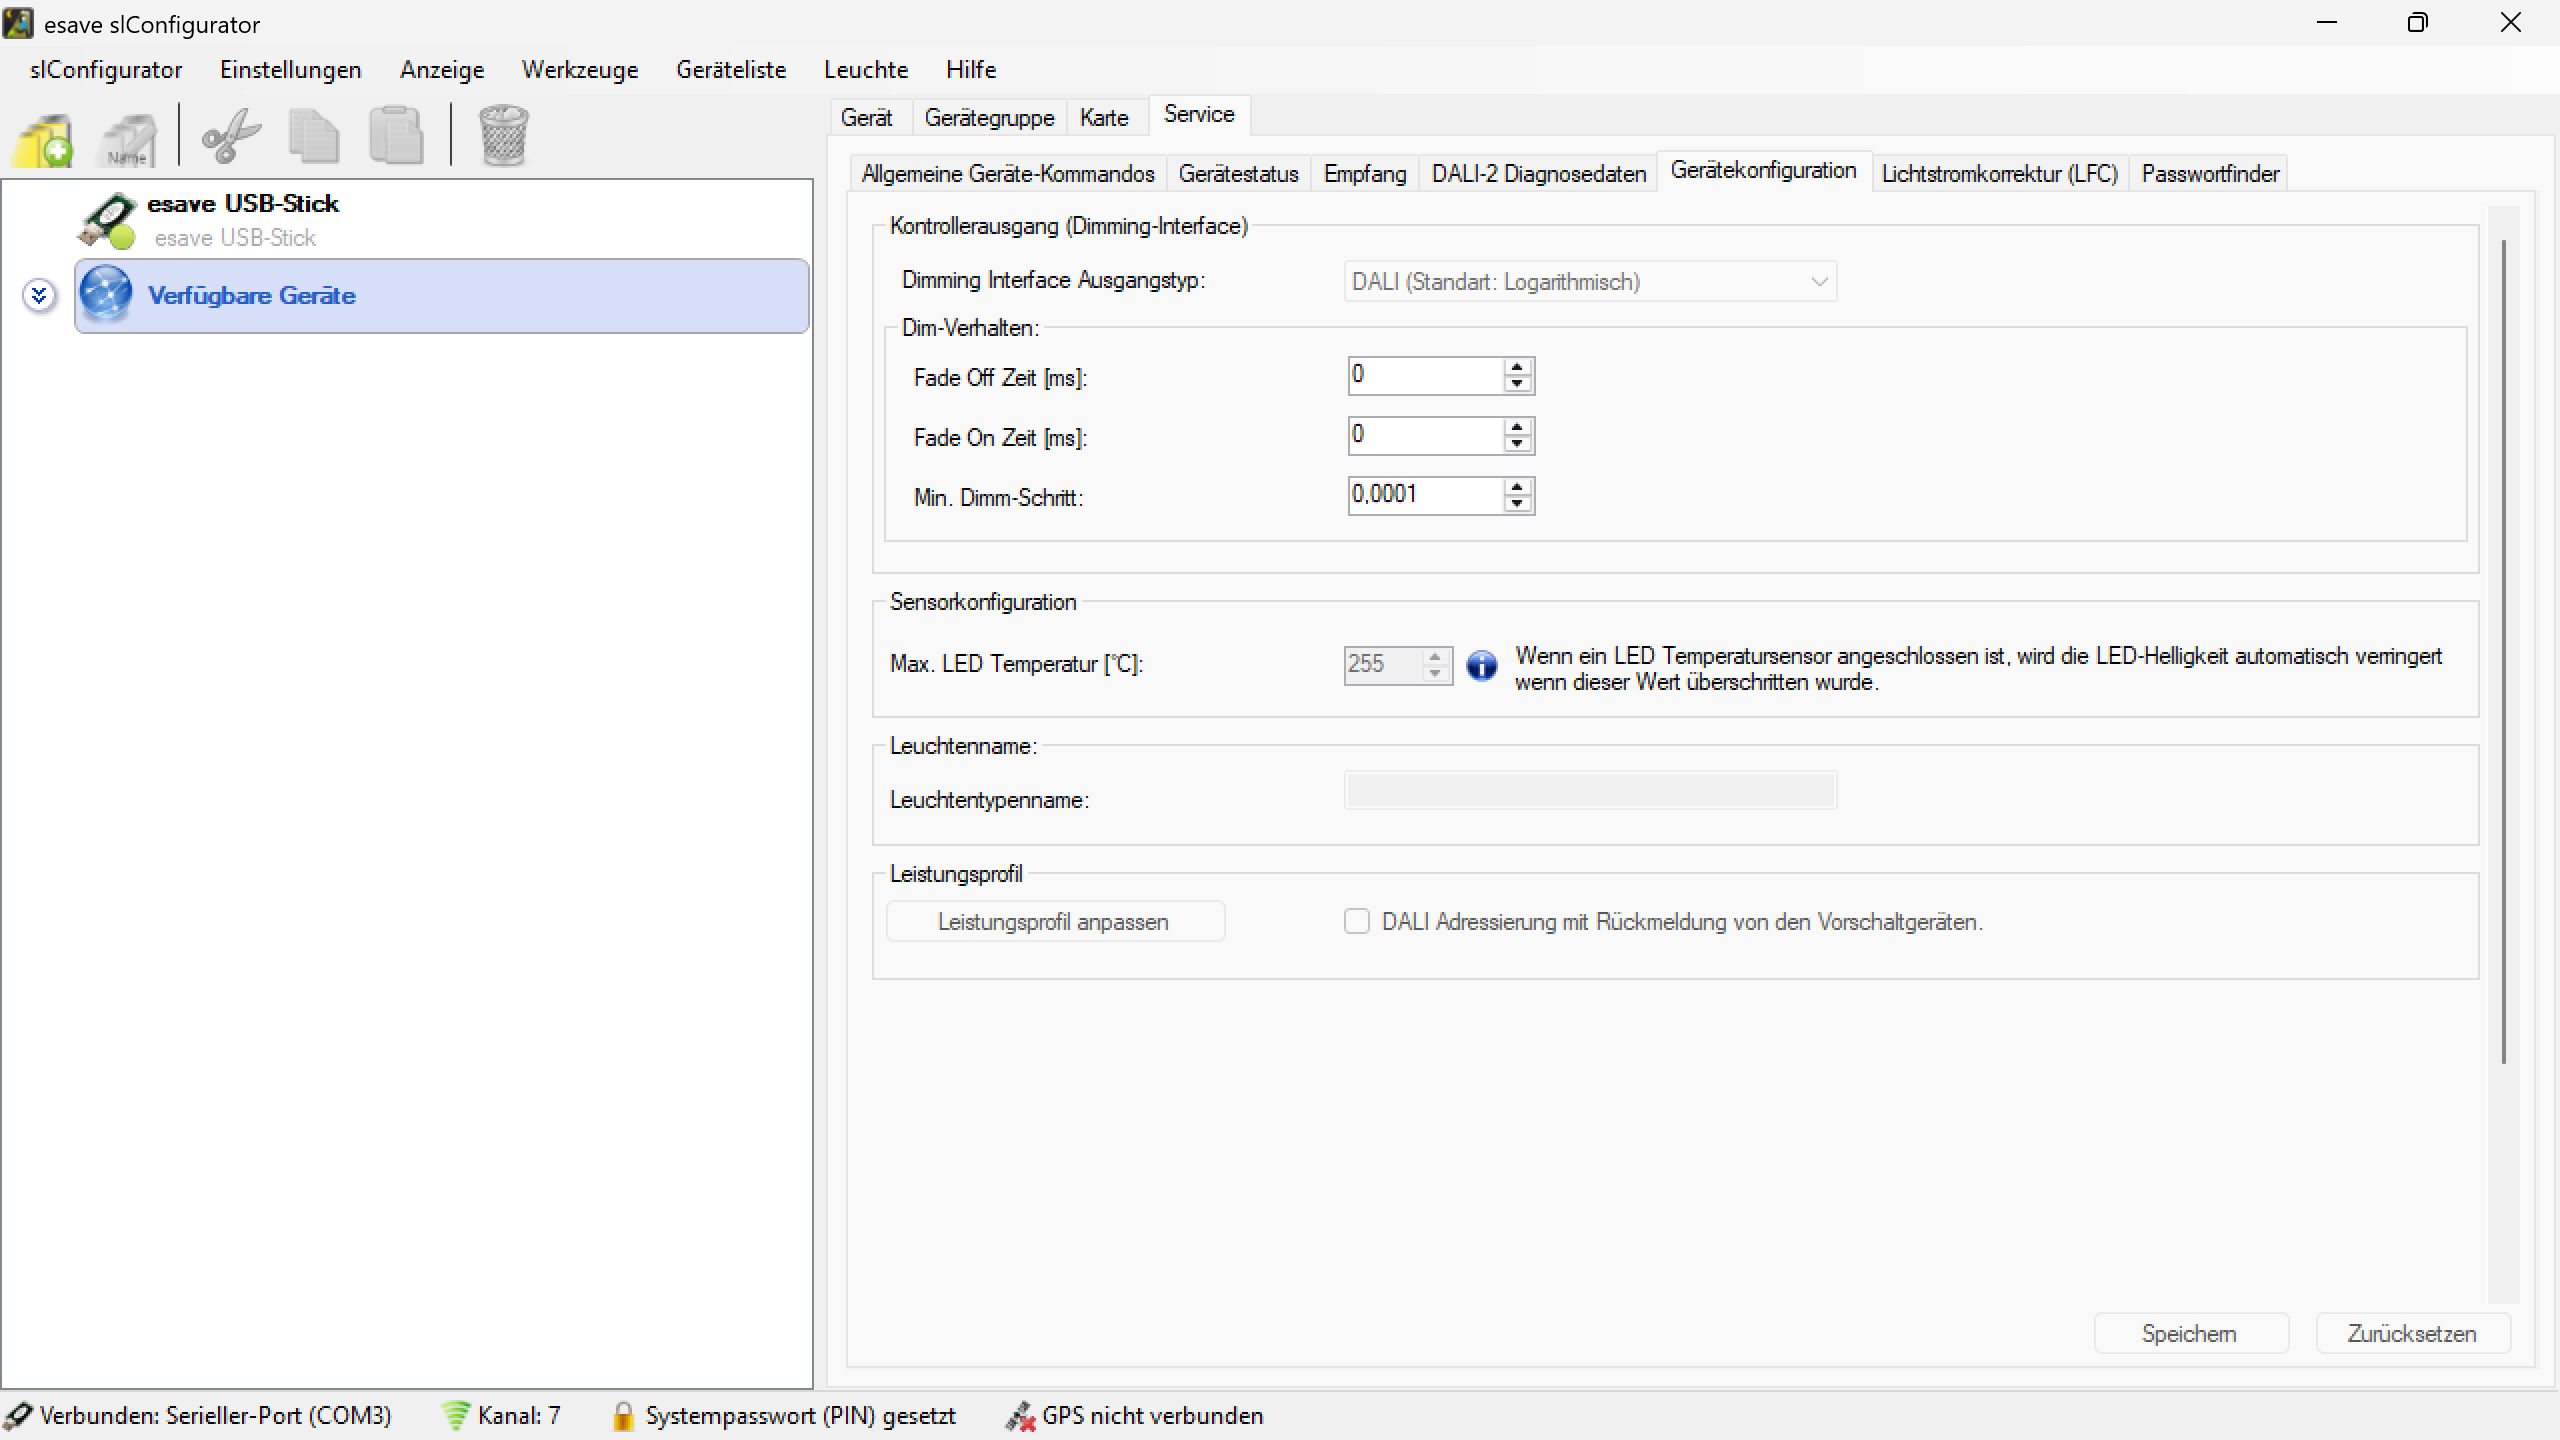 esave slConfigurator
slConfigurator Einstellungen Anzeige Werkzeuge Geräteliste Leuchte Hilfe
Name
esave USB-Stick
esave USB-Stick
Verfügbare Geräte
Gerät Gerätegruppe Karte Service
Allgemeine Geräte-Kommandos Gerätestatus Empfang DALI-2 Diagnosedaten Gerätekonfiguration Lichtstromkorrektur (LFC) Passwortfinder
Kontrollerausgang (Dimming-Interface)
Dimming Interface Ausgangstyp: DALI (Standart: Logarithmisch)
Dim-Verhalten:
Fade Off Zeit [ms]: 0
Fade On Zeit [ms]: 0
Min. Dimm-Schritt: 0,0001
Sensorkonfiguration
Max. LED Temperatur [°C]: 255 Wenn ein LED Temperatursensor angeschlossen ist, wird die LED-Helligkeit automatisch verringert
wenn dieser Wert überschritten wurde.
Leuchtenname:
Leuchtentypenname:
Leistungsprofil
Leistungsprofil anpassen DALI Adressierung mit Rückmeldung von den Vorschaltgeräten.
Speichern Zurücksetzen
Verbunden: Serieller-Port (COM3) Kanal: 7 Systempasswort (PIN) gesetzt GPS nicht verbunden